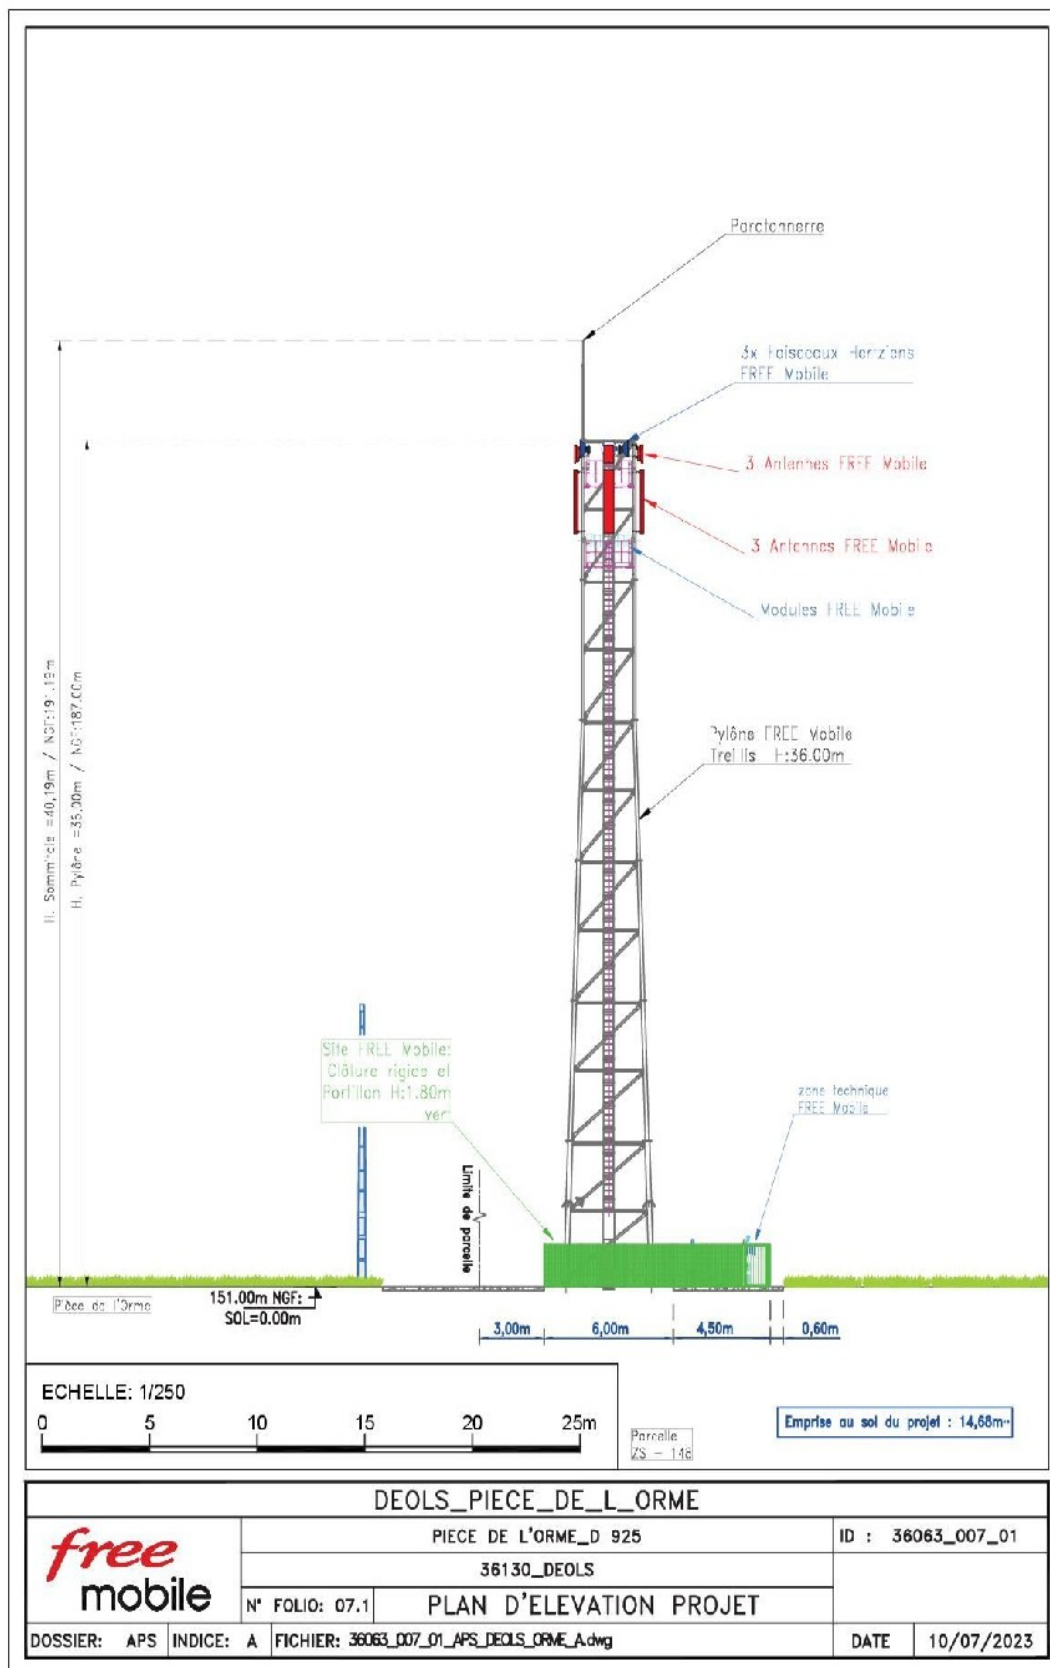 Paratonnerre
3x Faisceaux Hertziens
FREE Mobile
3 Antennes FREE Mobile
3 Antennes FREE Mobile
Modules FREE Mobile
H. Sommitale =40,19m / NGF:191.19m
H. Pylône =36,00m / NGF:187.00m
Pylône FREE Mobile
Treillis H:36.00m
Site FREE Mobile:
Clôture rigide et
Portillon H:1.80m
vert
zone technique
FREE Mobile
Limite de parcelle
Pièce de l'Orme
151.00m NGF:
SOL=0.00m
3,00m 6,00m 4,50m 0,60m
ECHELLE: 1/250
0 5 10 15 20 25m
Parcelle
ZS - 148
Emprise au sol du projet : 14,68m²
DEOLS_PIECE_DE_L_ORME
free
mobile
PIECE DE L'ORME_D 925
ID : 36063_007_01
36130_DEOLS
N° FOLIO: 07.1
PLAN D'ELEVATION PROJET
DOSSIER: APS INDICE: A FICHIER: 36063_007_01_APS_DEOLS_ORME_A.dwg
DATE 10/07/2023